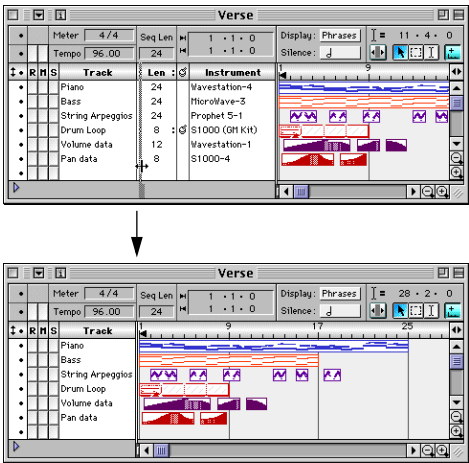 Verse
Meter 4/4 Seq Len 1 · 1 · 0 Display: Phrases = 11 · 4 · 0
Tempo 96.00 24 1 · 1 · 0 Silence:
R M S Track Len : Instrument 1 9
Piano 24 Wavestation-4
Bass 24 MicroWave-3
String Arpeggios 24 Prophet 5-1
Drum Loop 8 : S1000 (GM Kit)
Volume data 12 Wavestation-1
Pan data 8 S1000-4
Verse
Meter 4/4 Seq Len 1 · 1 · 0 Display: Phrases = 28 · 2 · 0
Tempo 96.00 24 1 · 1 · 0 Silence:
R M S Track 1 9 17 25
Piano
Bass
String Arpeggios
Drum Loop
Volume data
Pan data